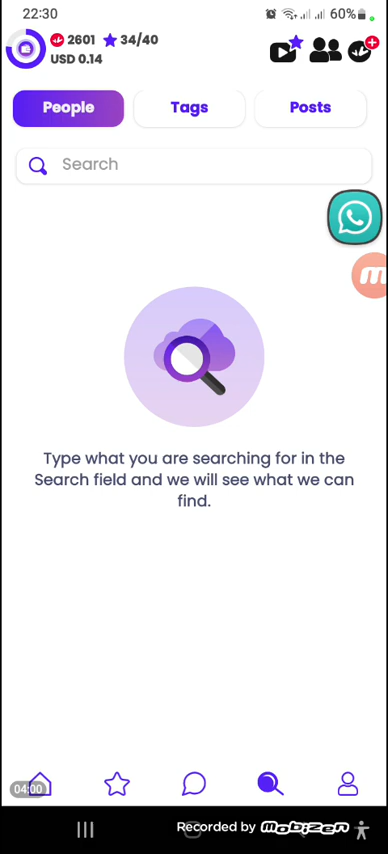 22:30 60%
2601 34/40
USD 0.14
People Tags Posts
Search
Type what you are searching for in the
Search field and we will see what we can
find.
04:00
Recorded by MOBIZEN